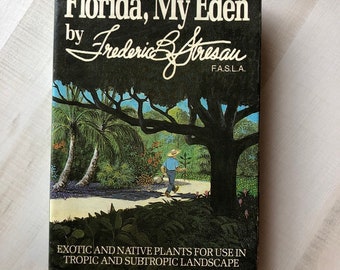 Florida, My Eden
by Frederic B. Stresau
F.A.S.L.A.
EXOTIC AND NATIVE PLANTS FOR USE IN
TROPIC AND SUBTROPIC LANDSCAPE